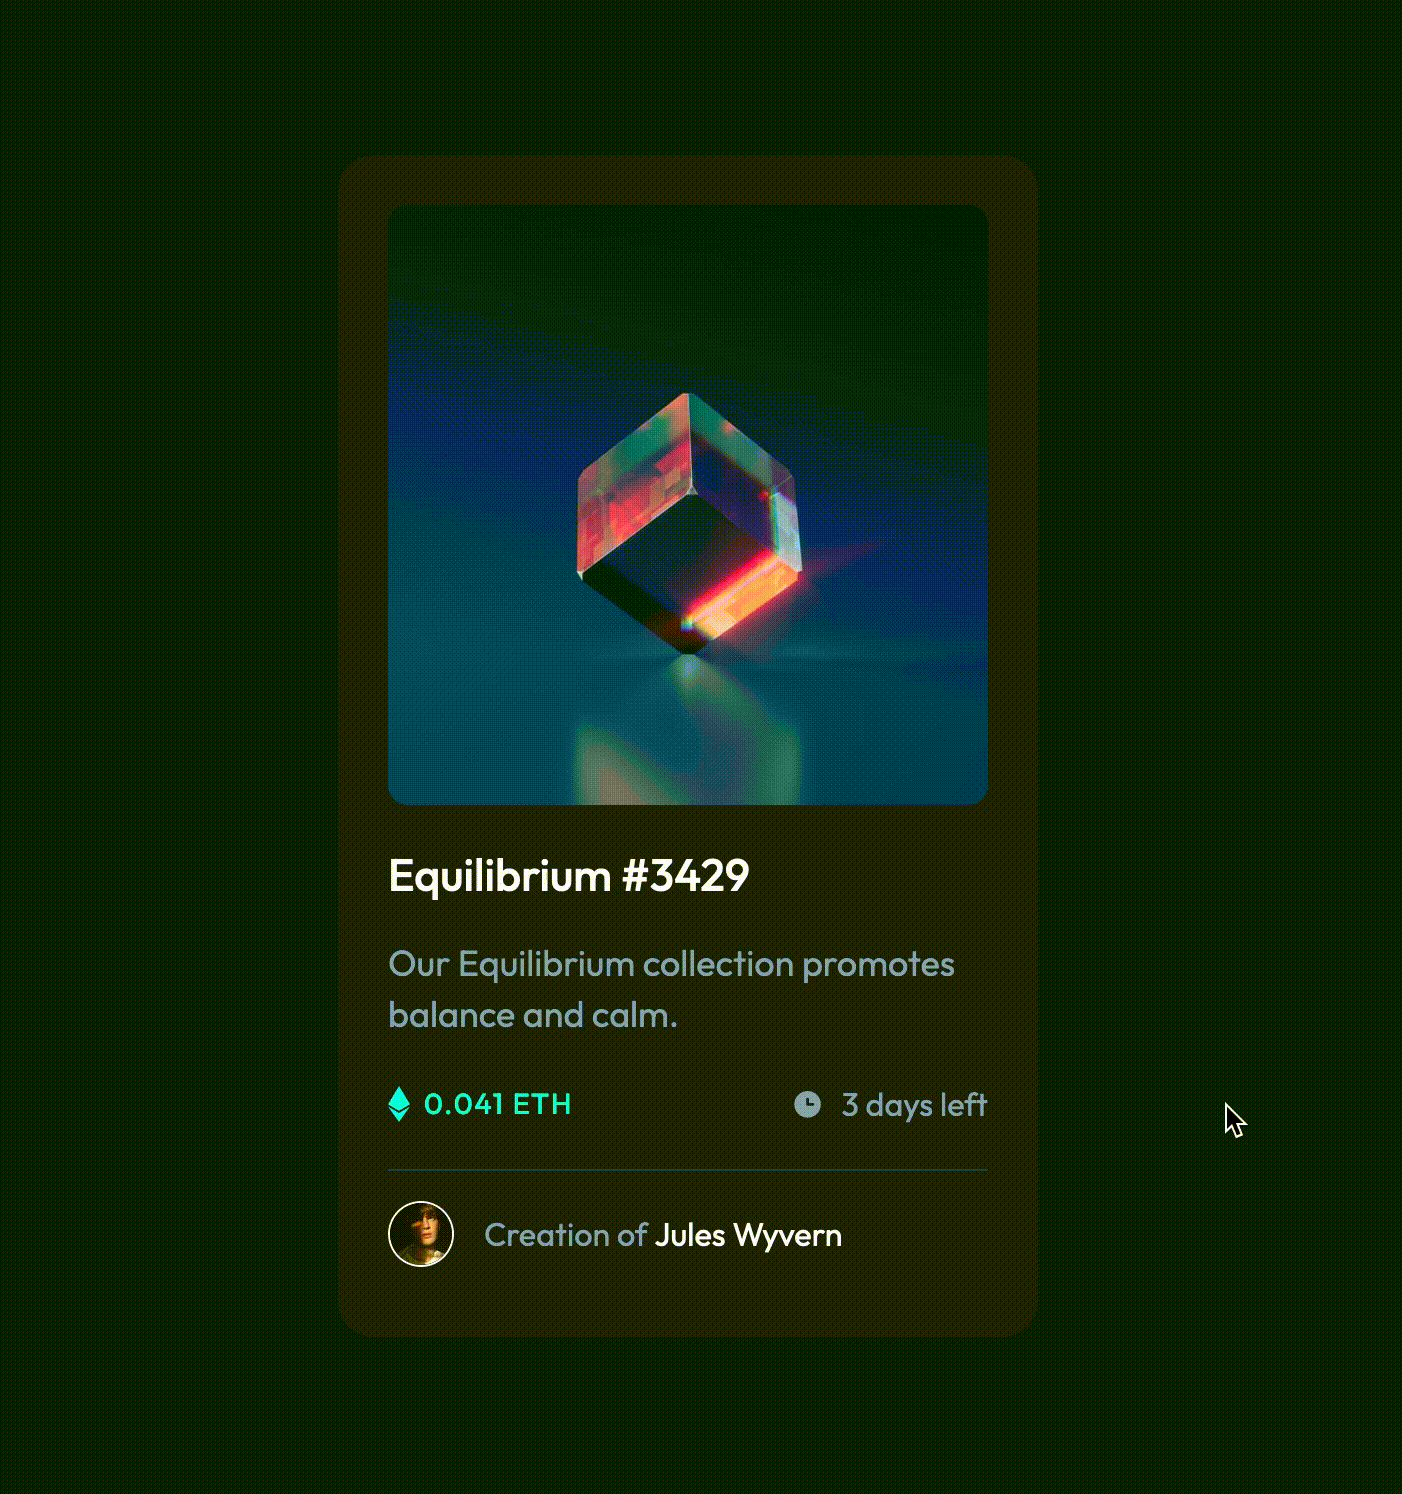 Equilibrium #3429
Our Equilibrium collection promotes
balance and calm.
0.041 ETH
3 days left
Creation of Jules Wyvern